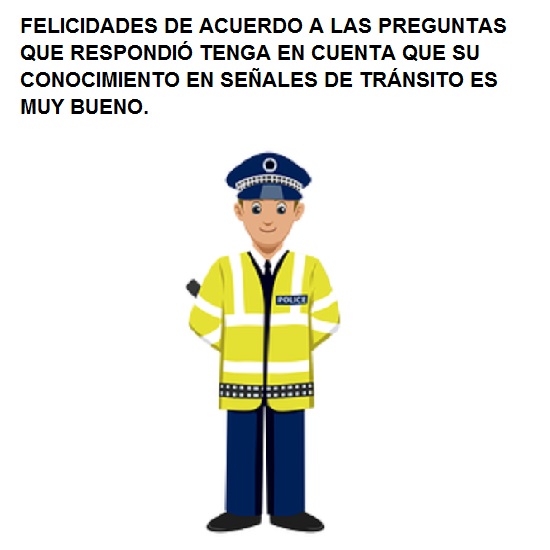 FELICIDADES DE ACUERDO A LAS PREGUNTAS
QUE RESPONDIÓ TENGA EN CUENTA QUE SU
CONOCIMIENTO EN SEÑALES DE TRÁNSITO ES
MUY BUENO.
POLICE